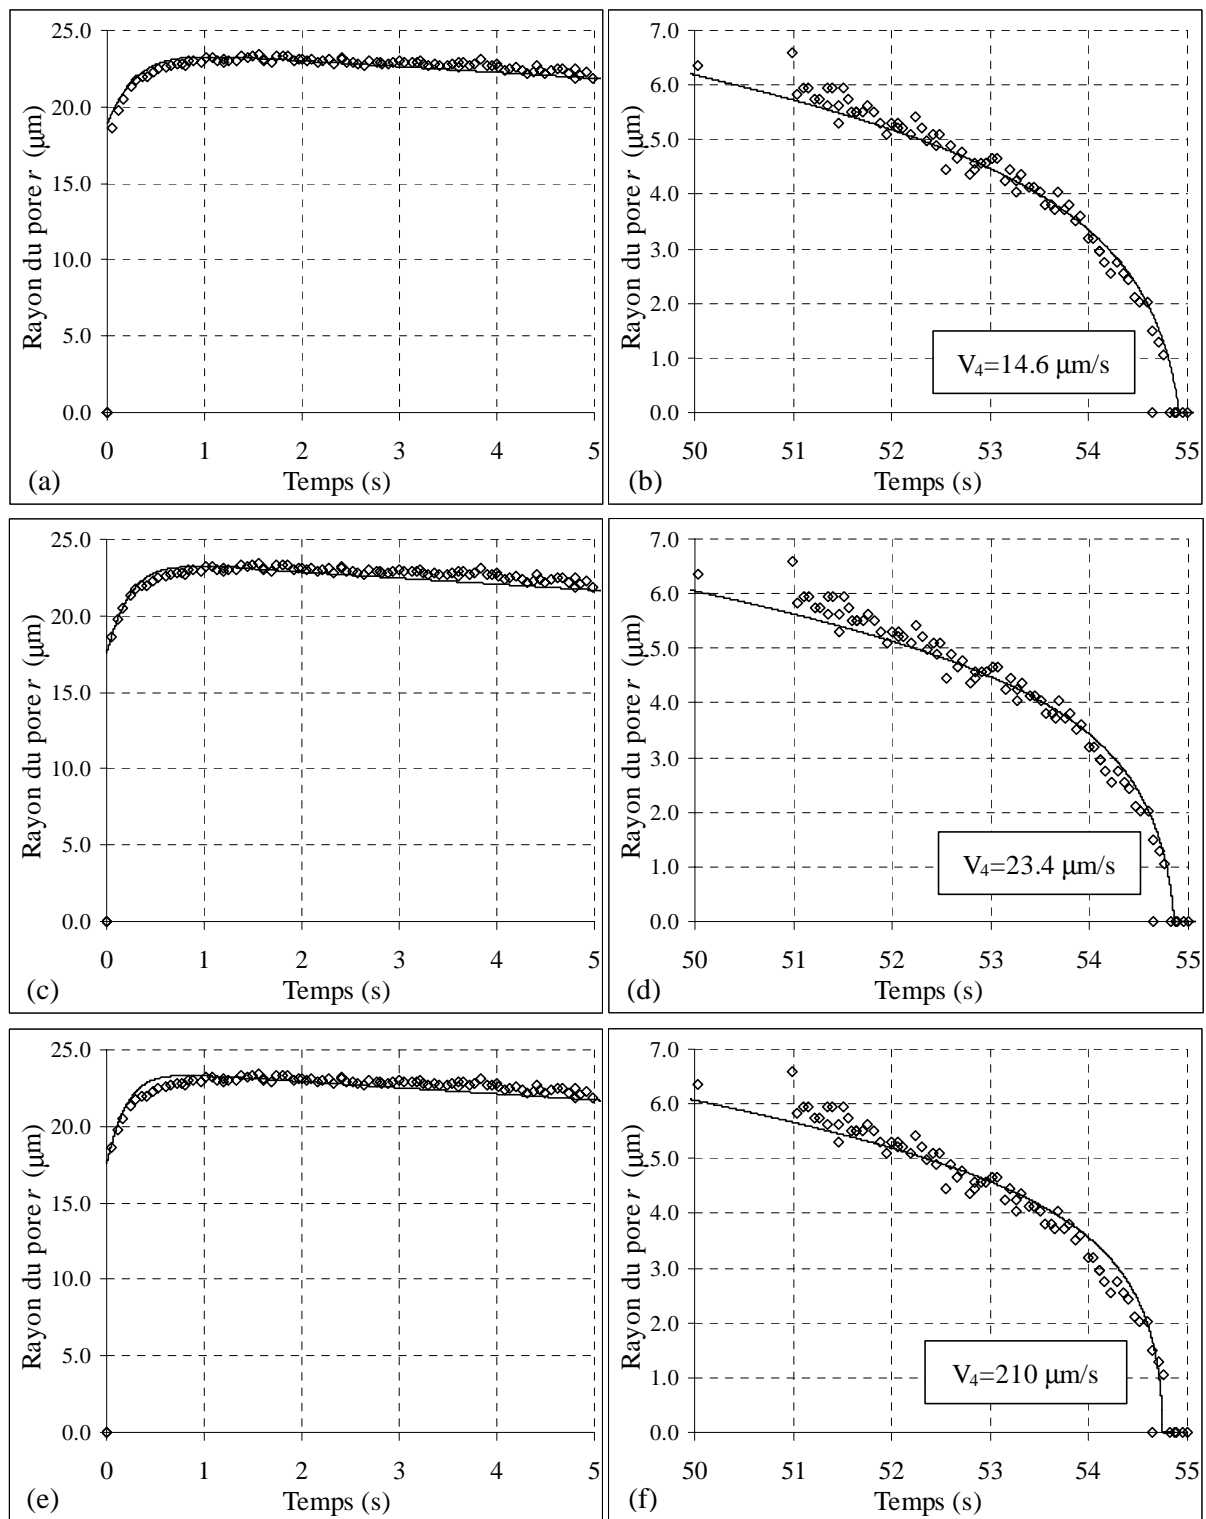 25.0
20.0
15.0
10.0
5.0
0.0
Rayon du pore r (µm)
0 1 2 3 4 5
Temps (s)
(a)
7.0
6.0
5.0
4.0
3.0
2.0
1.0
0.0
Rayon du pore r (µm)
V4=14.6 µm/s
50 51 52 53 54 55
Temps (s)
(b)
25.0
20.0
15.0
10.0
5.0
0.0
Rayon du pore r (µm)
0 1 2 3 4 5
Temps (s)
(c)
7.0
6.0
5.0
4.0
3.0
2.0
1.0
0.0
Rayon du pore r (µm)
V4=23.4 µm/s
50 51 52 53 54 55
Temps (s)
(d)
25.0
20.0
15.0
10.0
5.0
0.0
Rayon du pore r (µm)
0 1 2 3 4 5
Temps (s)
(e)
7.0
6.0
5.0
4.0
3.0
2.0
1.0
0.0
Rayon du pore r (µm)
V4=210 µm/s
50 51 52 53 54 55
Temps (s)
(f)